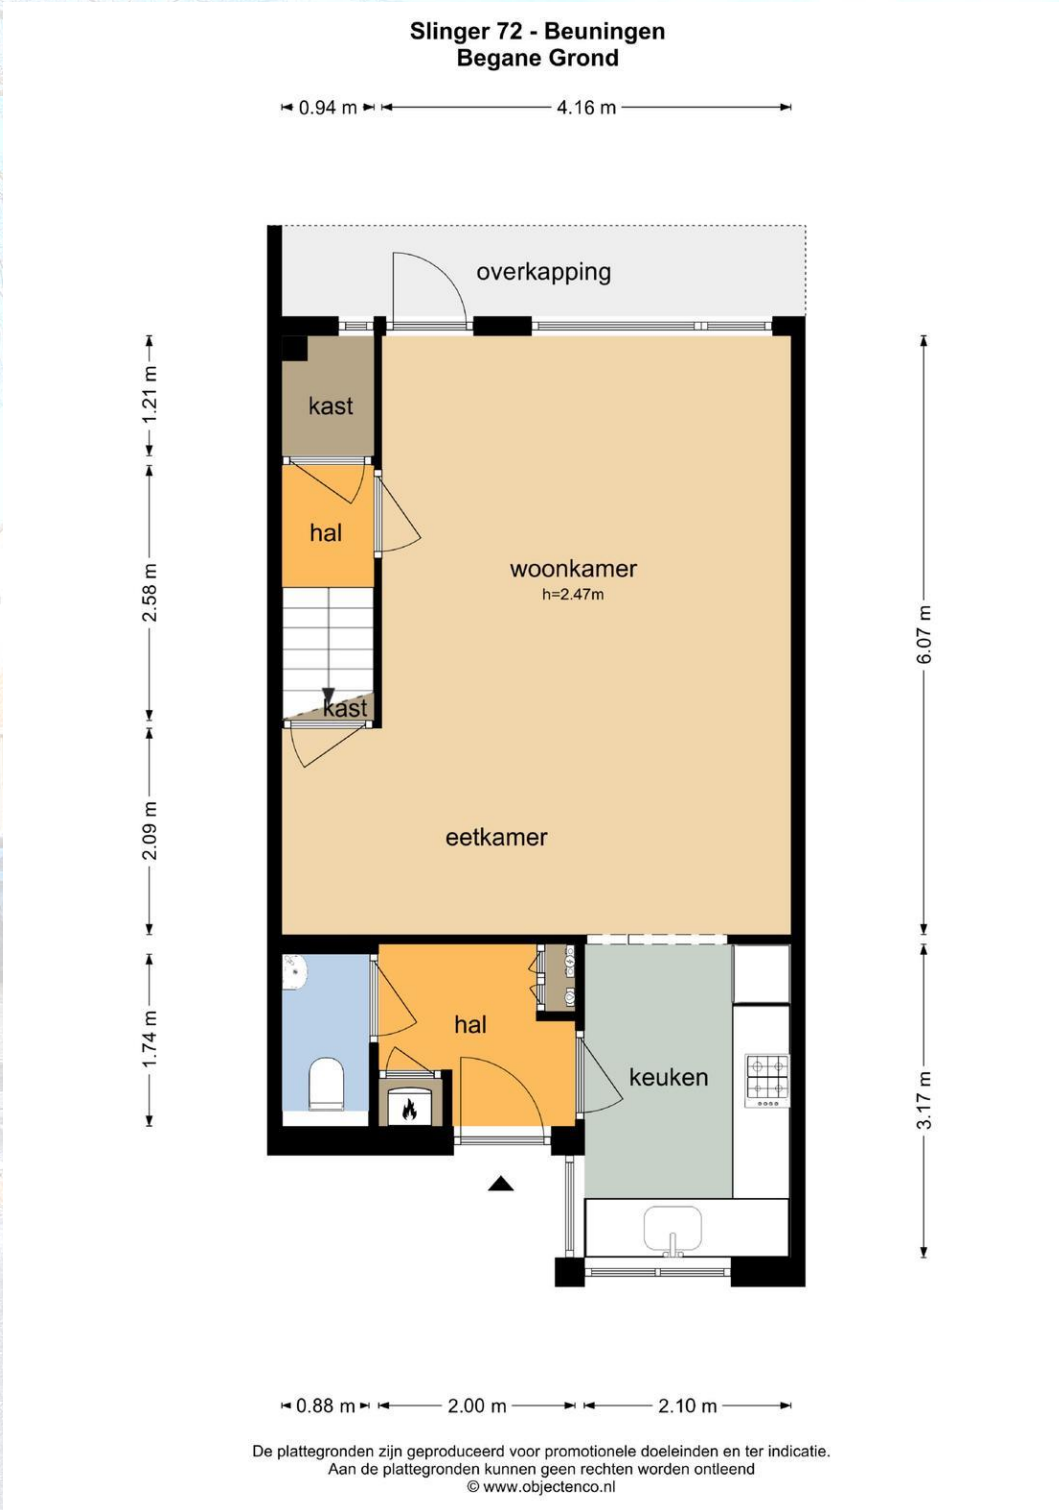 Slinger 72 - Beuningen
Begane Grond
0.94 m
4.16 m
overkapping
1.21 m
kast
hal
2.58 m
woonkamer
h=2.47m
6.07 m
kast
2.09 m
eetkamer
1.74 m
hal
keuken
3.17 m
0.88 m
2.00 m
2.10 m
De plattegronden zijn geproduceerd voor promotionele doeleinden en ter indicatie.
Aan de plattegronden kunnen geen rechten worden ontleend
© www.objectenco.nl